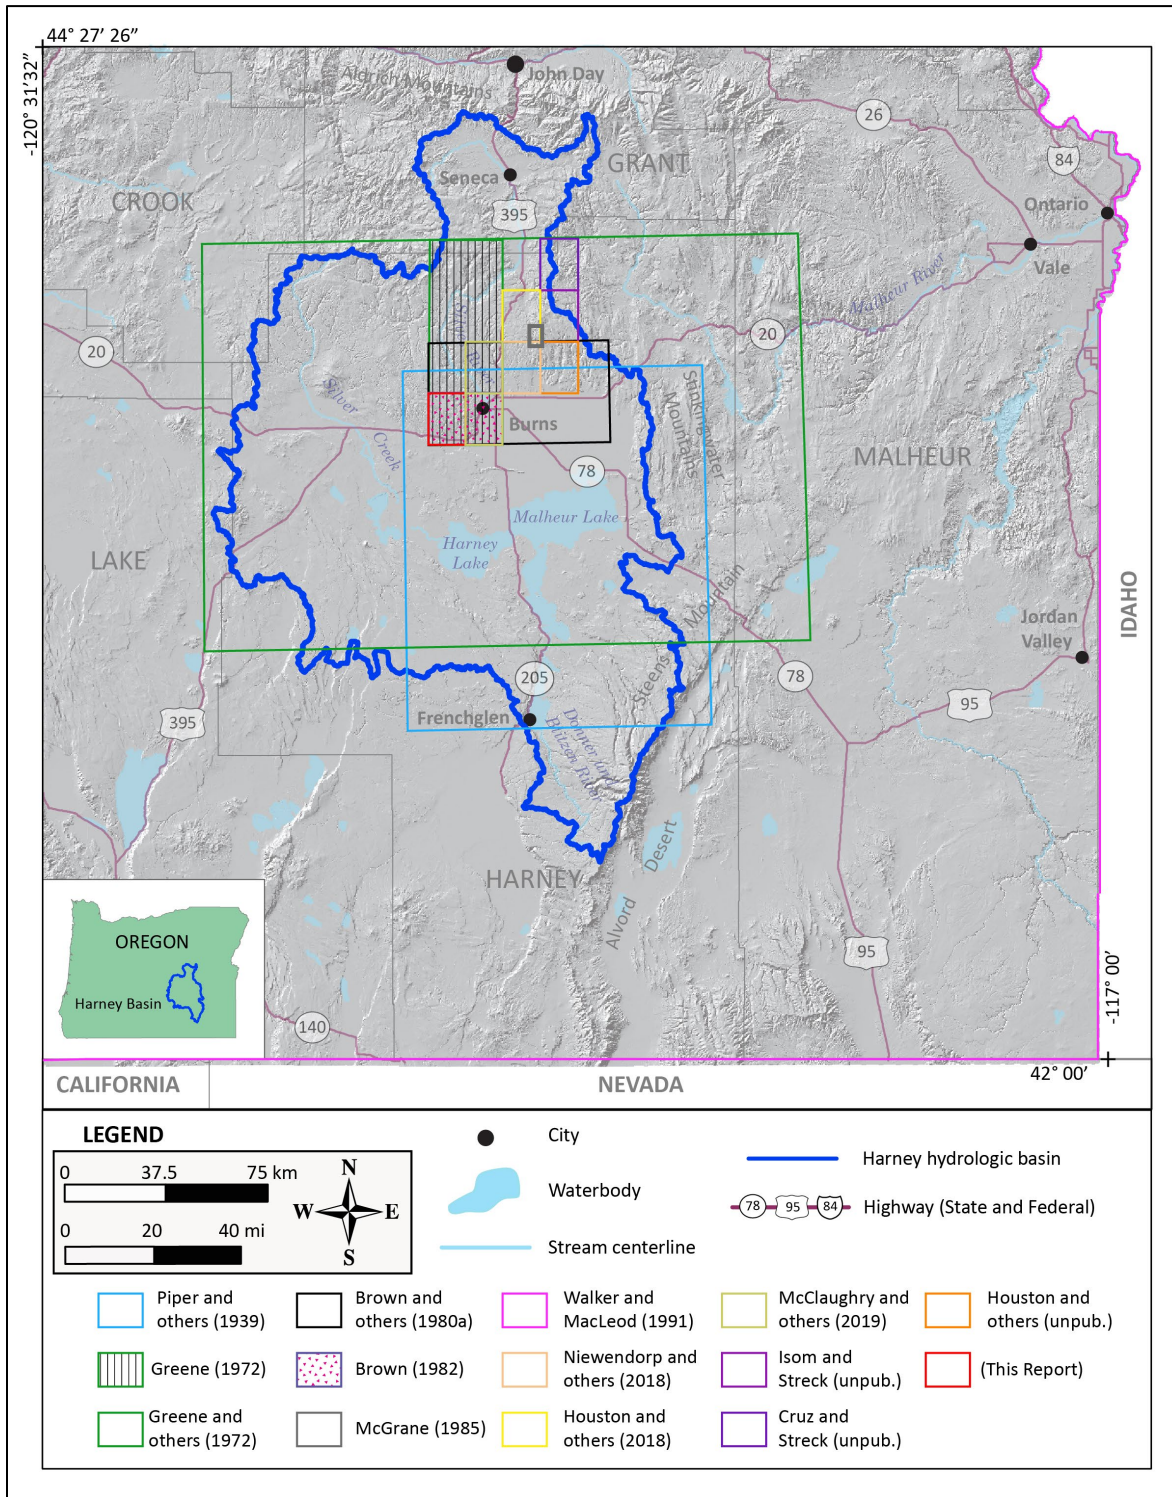 44° 27' 26"
-120° 31' 32"
Aldrich Mountains
John Day
26
GRANT
84
Seneca
CROOK
395
Ontario
Vale
Malheur River
20
20
Silvies
River
Silver
Creek
Stinkingwater
Mountains
Burns
MALHEUR
78
Malheur Lake
Harney
Lake
LAKE
IDAHO
Steens Mountain
Jordan
Valley
205
78
95
395
Frenchglen
Donner und
Blitzen River
Desert
HARNEY
Alvord
OREGON
Harney Basin
95
-117° 00'
140
42° 00'
CALIFORNIA
NEVADA
LEGEND
0 37.5 75 km
0 20 40 mi
N
W E
S
City
Waterbody
Stream centerline
Harney hydrologic basin
78 95 84 Highway (State and Federal)
Piper and
others (1939)
Brown and
others (1980a)
Walker and
MacLeod (1991)
McClaughry and
others (2019)
Houston and
others (unpub.)
Greene (1972)
Brown (1982)
Niewendorp and
others (2018)
Isom and
Streck (unpub.)
(This Report)
Greene and
others (1972)
McGrane (1985)
Houston and
others (2018)
Cruz and
Streck (unpub.)